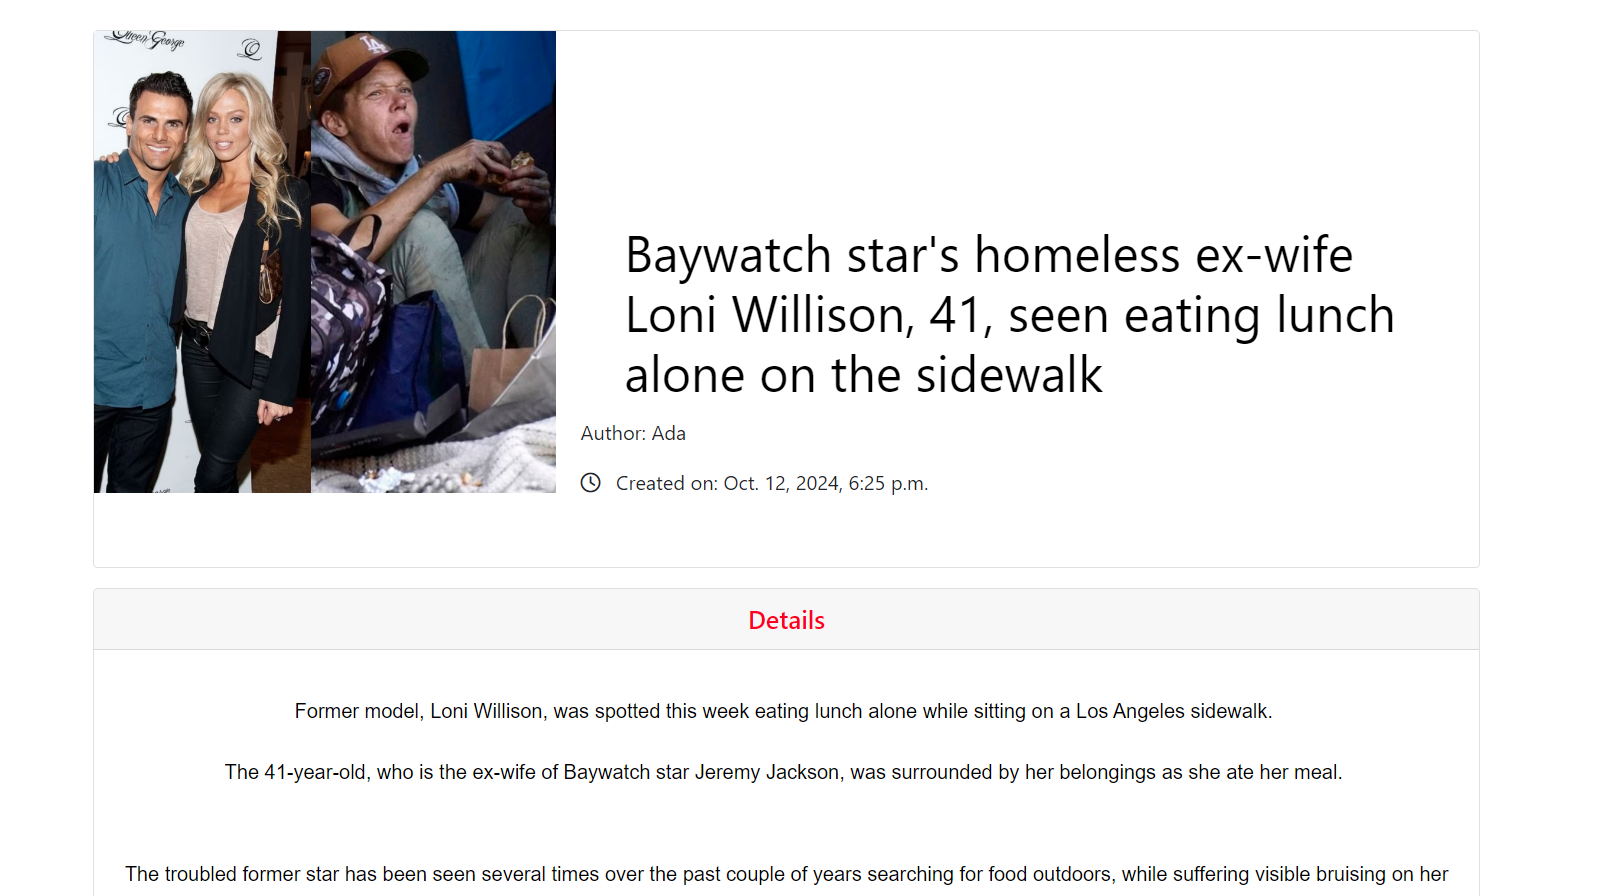 Queen George
Q
LA
Baywatch star's homeless ex-wife
Loni Willison, 41, seen eating lunch
alone on the sidewalk
Author: Ada
Created on: Oct. 12, 2024, 6:25 p.m.
Details
Former model, Loni Willison, was spotted this week eating lunch alone while sitting on a Los Angeles sidewalk.
The 41-year-old, who is the ex-wife of Baywatch star Jeremy Jackson, was surrounded by her belongings as she ate her meal.
The troubled former star has been seen several times over the past couple of years searching for food outdoors, while suffering visible bruising on her